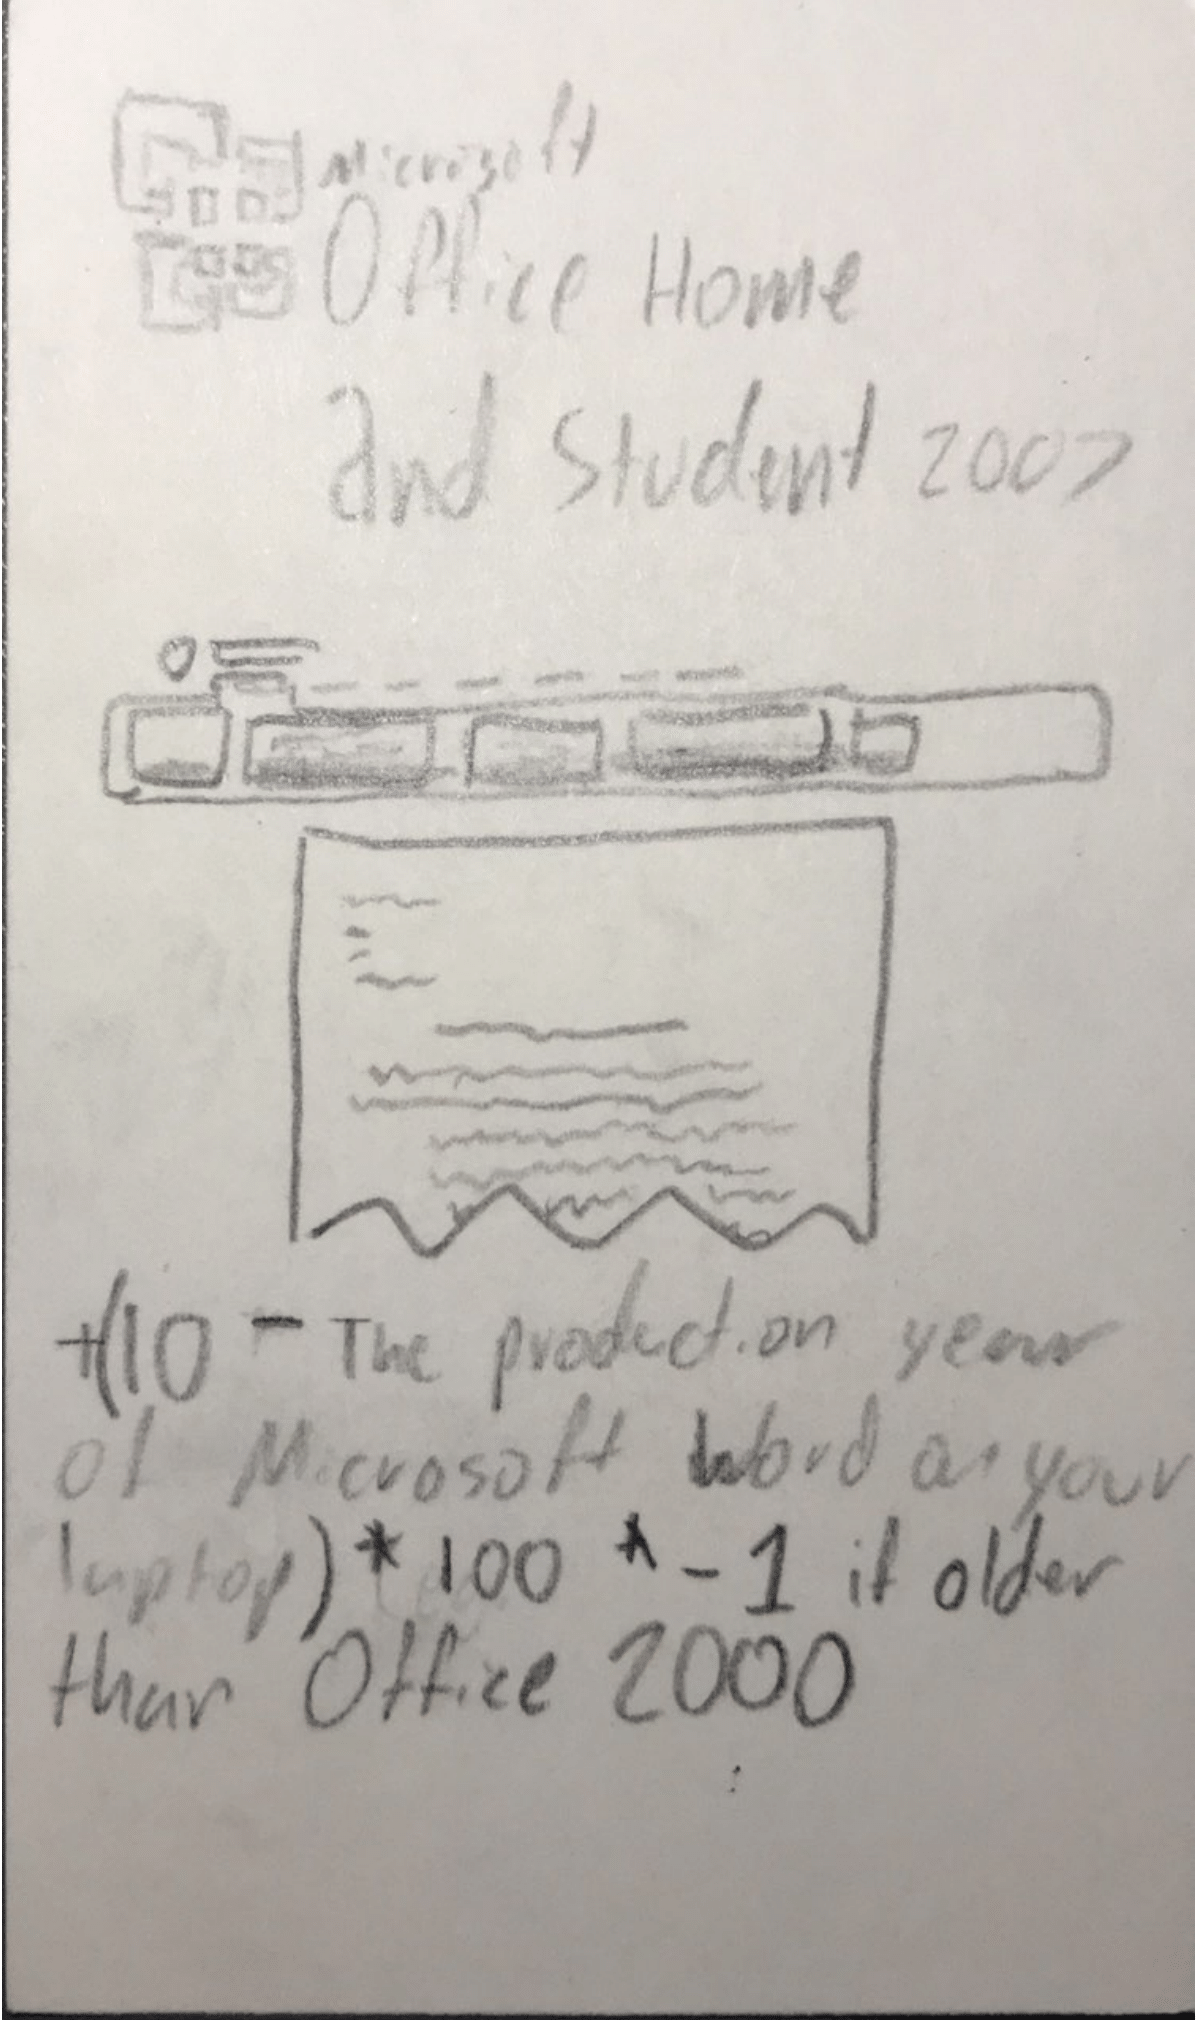 Microsoft
Office Home
and Student 2007
+(10 - The production year
of Microsoft Word on your
laptop) * 100 * -1 if older
than Office 2000